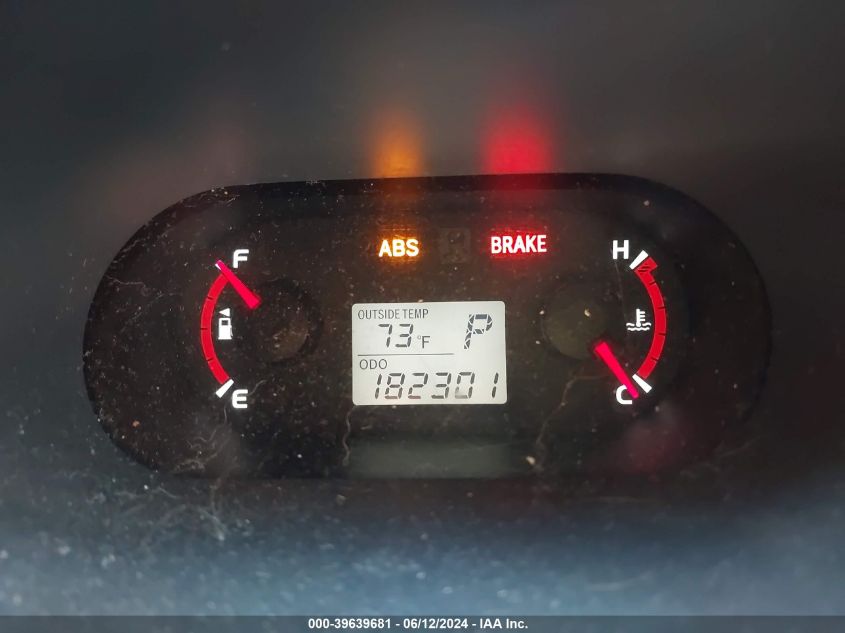 ABS BRAKE
F H
OUTSIDE TEMP
73°F P
ODO
182301
E C
000-39639681 - 06/12/2024 - IAA Inc.